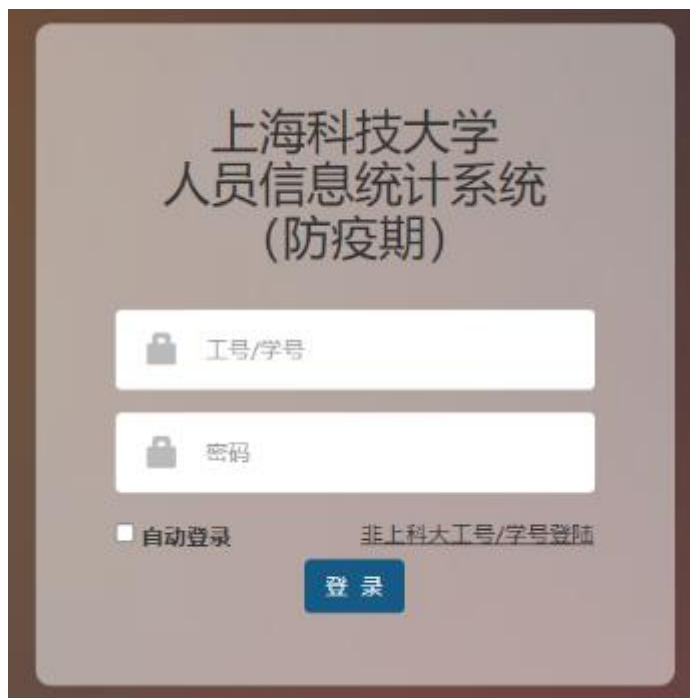 上海科技大学
人员信息统计系统
（防疫期）
工号/学号
密码
自动登录 非上科大工号/学号登陆
登 录